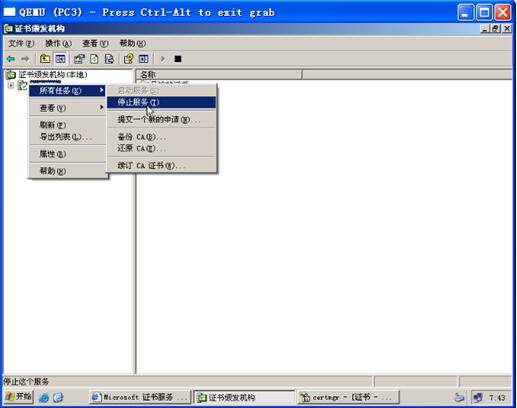 QEMU (PC3) - Press Ctrl-Alt to exit grab
证书颁发机构
文件(F) 操作(A) 查看(V) 帮助(H)
证书颁发机构(本地)
名称
所有任务(K)
查看(V)
刷新(F)
导出列表(L)...
属性(R)
帮助(H)
启动服务(S)
停止服务(T)
提交一个新的申请(N)...
备份 CA(B)...
还原 CA(E)...
续订 CA 证书(W)...
停止这个服务
开始
Microsoft 证书服务 ...
证书颁发机构
certmgr - [证书 - ...
7:43